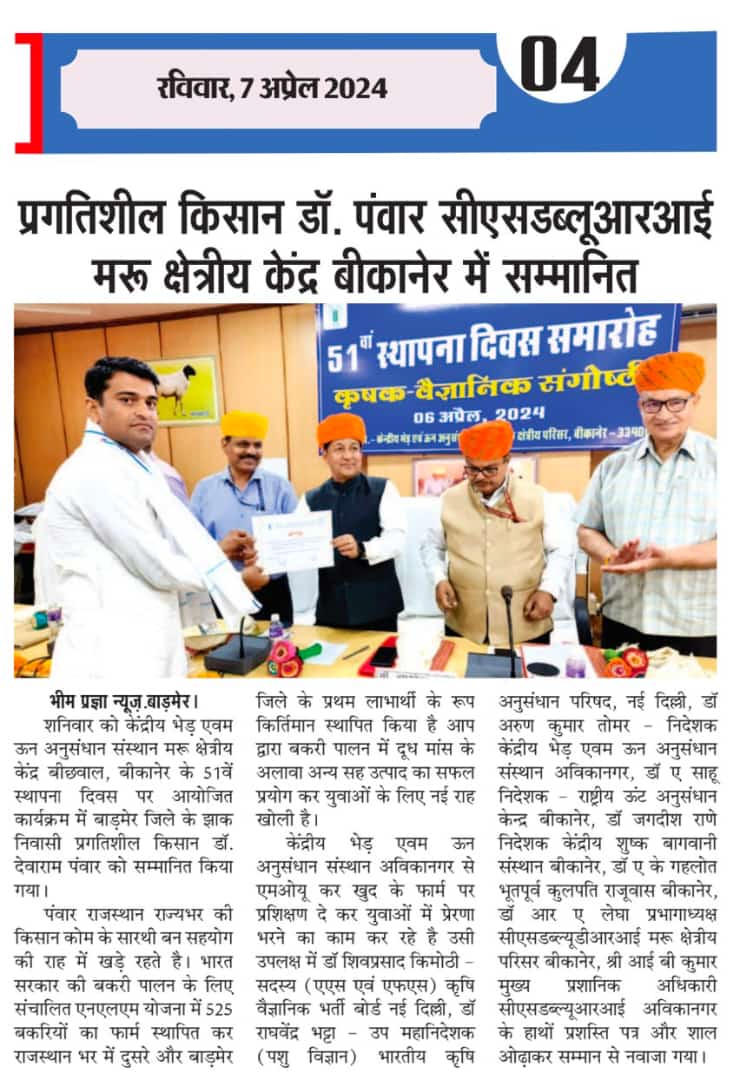 रविवार, 7 अप्रेल 2024
04
प्रगतिशील किसान डॉ. पंवार सीएसडब्लूआरआई
मरू क्षेत्रीय केंद्र बीकानेर में सम्मानित
51वां स्थापना दिवस समारोह
कृषक-वैज्ञानिक संगोष्ठी
06 अप्रैल, 2024
केन्द्रीय भेड़ एवं ऊन
क्षेत्रीय परिसर, बीकानेर
भीम प्रज्ञा न्यूज़.बाड़मेर।
शनिवार को केंद्रीय भेड़ एवम
ऊन अनुसंधान संस्थान मरू क्षेत्रीय
केंद्र बीछवाल, बीकानेर के 51वें
स्थापना दिवस पर आयोजित
कार्यक्रम में बाड़मेर जिले के झाक
निवासी प्रगतिशील किसान डॉ.
देवाराम पंवार को सम्मानित किया
गया।
पंवार राजस्थान राज्यभर की
किसान कोम के सारथी बन सहयोग
की राह में खड़े रहते है। भारत
सरकार की बकरी पालन के लिए
संचालित एनएलएम योजना में 525
बकरियों का फार्म स्थापित कर
राजस्थान भर में दुसरे और बाड़मेर
जिले के प्रथम लाभार्थी के रूप
किर्तिमान स्थापित किया है आप
द्वारा बकरी पालन में दूध मांस के
अलावा अन्य सह उत्पाद का सफल
प्रयोग कर युवाओं के लिए नई राह
खोली है।
केंद्रीय भेड़ एवम ऊन
अनुसंधान संस्थान अविकानगर से
एमओयू कर खुद के फार्म पर
प्रशिक्षण दे कर युवाओं में प्रेरणा
भरने का काम कर रहे है उसी
उपलक्ष में डॉ शिवप्रसाद किमोठी -
सदस्य (एएस एवं एफएस) कृषि
वैज्ञानिक भर्ती बोर्ड नई दिल्ली, डॉ
राघवेंद्र भट्टा - उप महानिदेशक
(पशु विज्ञान) भारतीय कृषि
अनुसंधान परिषद, नई दिल्ली, डॉ
अरुण कुमार तोमर - निदेशक
केंद्रीय भेड़ एवम ऊन अनुसंधान
संस्थान अविकानगर, डॉ ए साहू
निदेशक - राष्ट्रीय ऊंट अनुसंधान
केन्द्र बीकानेर, डॉ जगदीश राणे
निदेशक केंद्रीय शुष्क बागवानी
संस्थान बीकानेर, डॉ ए के गहलोत
भूतपूर्व कुलपति राजूवास बीकानेर,
डॉ आर ए लेघा प्रभागाध्यक्ष
सीएसडब्ल्यूडीआरआई मरू क्षेत्रीय
परिसर बीकानेर, श्री आई बी कुमार
मुख्य प्रशानिक अधिकारी
सीएसडब्ल्यूआरआई अविकानगर
के हाथों प्रशस्ति पत्र और शाल
ओढ़ाकर सम्मान से नवाजा गया।